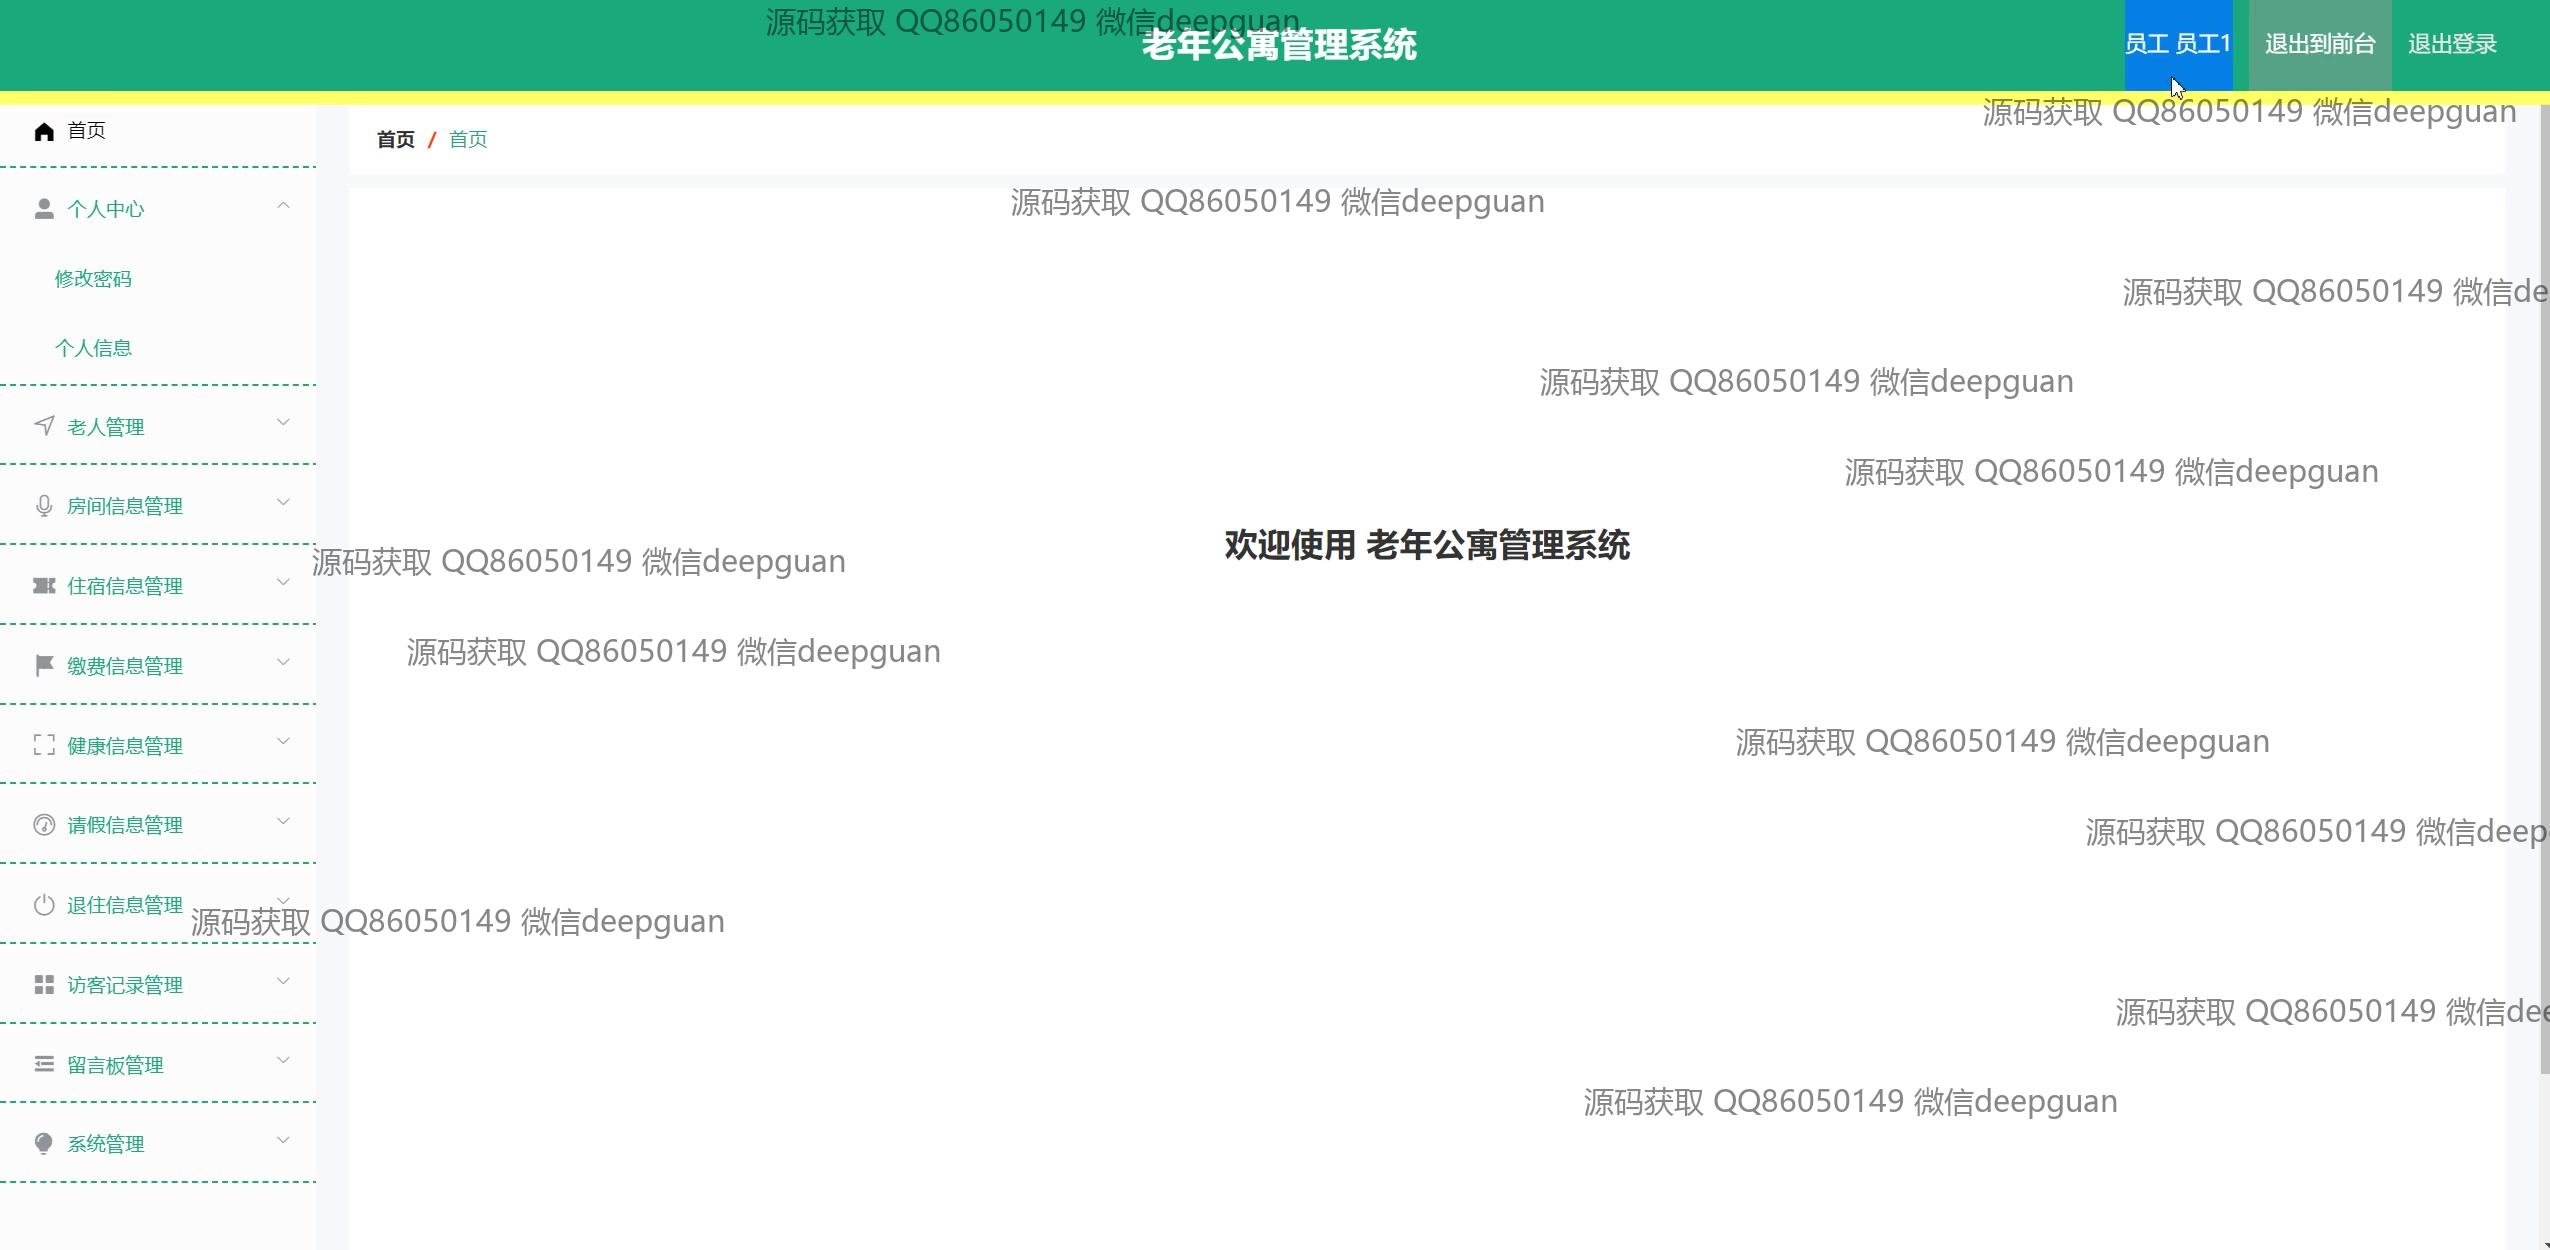 源码获取 QQ86050149 微信deepguan
老年公寓管理系统
员工 员工1
退出到前台
退出登录
源码获取 QQ86050149 微信deepguan
首页
首页 / 首页
源码获取 QQ86050149 微信deepguan
个人中心
修改密码
源码获取 QQ86050149 微信de
个人信息
源码获取 QQ86050149 微信deepguan
老人管理
源码获取 QQ86050149 微信deepguan
房间信息管理
欢迎使用 老年公寓管理系统
源码获取 QQ86050149 微信deepguan
住宿信息管理
源码获取 QQ86050149 微信deepguan
缴费信息管理
源码获取 QQ86050149 微信deepguan
健康信息管理
请假信息管理
源码获取 QQ86050149 微信deep
退住信息管理
源码获取 QQ86050149 微信deepguan
访客记录管理
源码获取 QQ86050149 微信dee
留言板管理
源码获取 QQ86050149 微信deepguan
系统管理